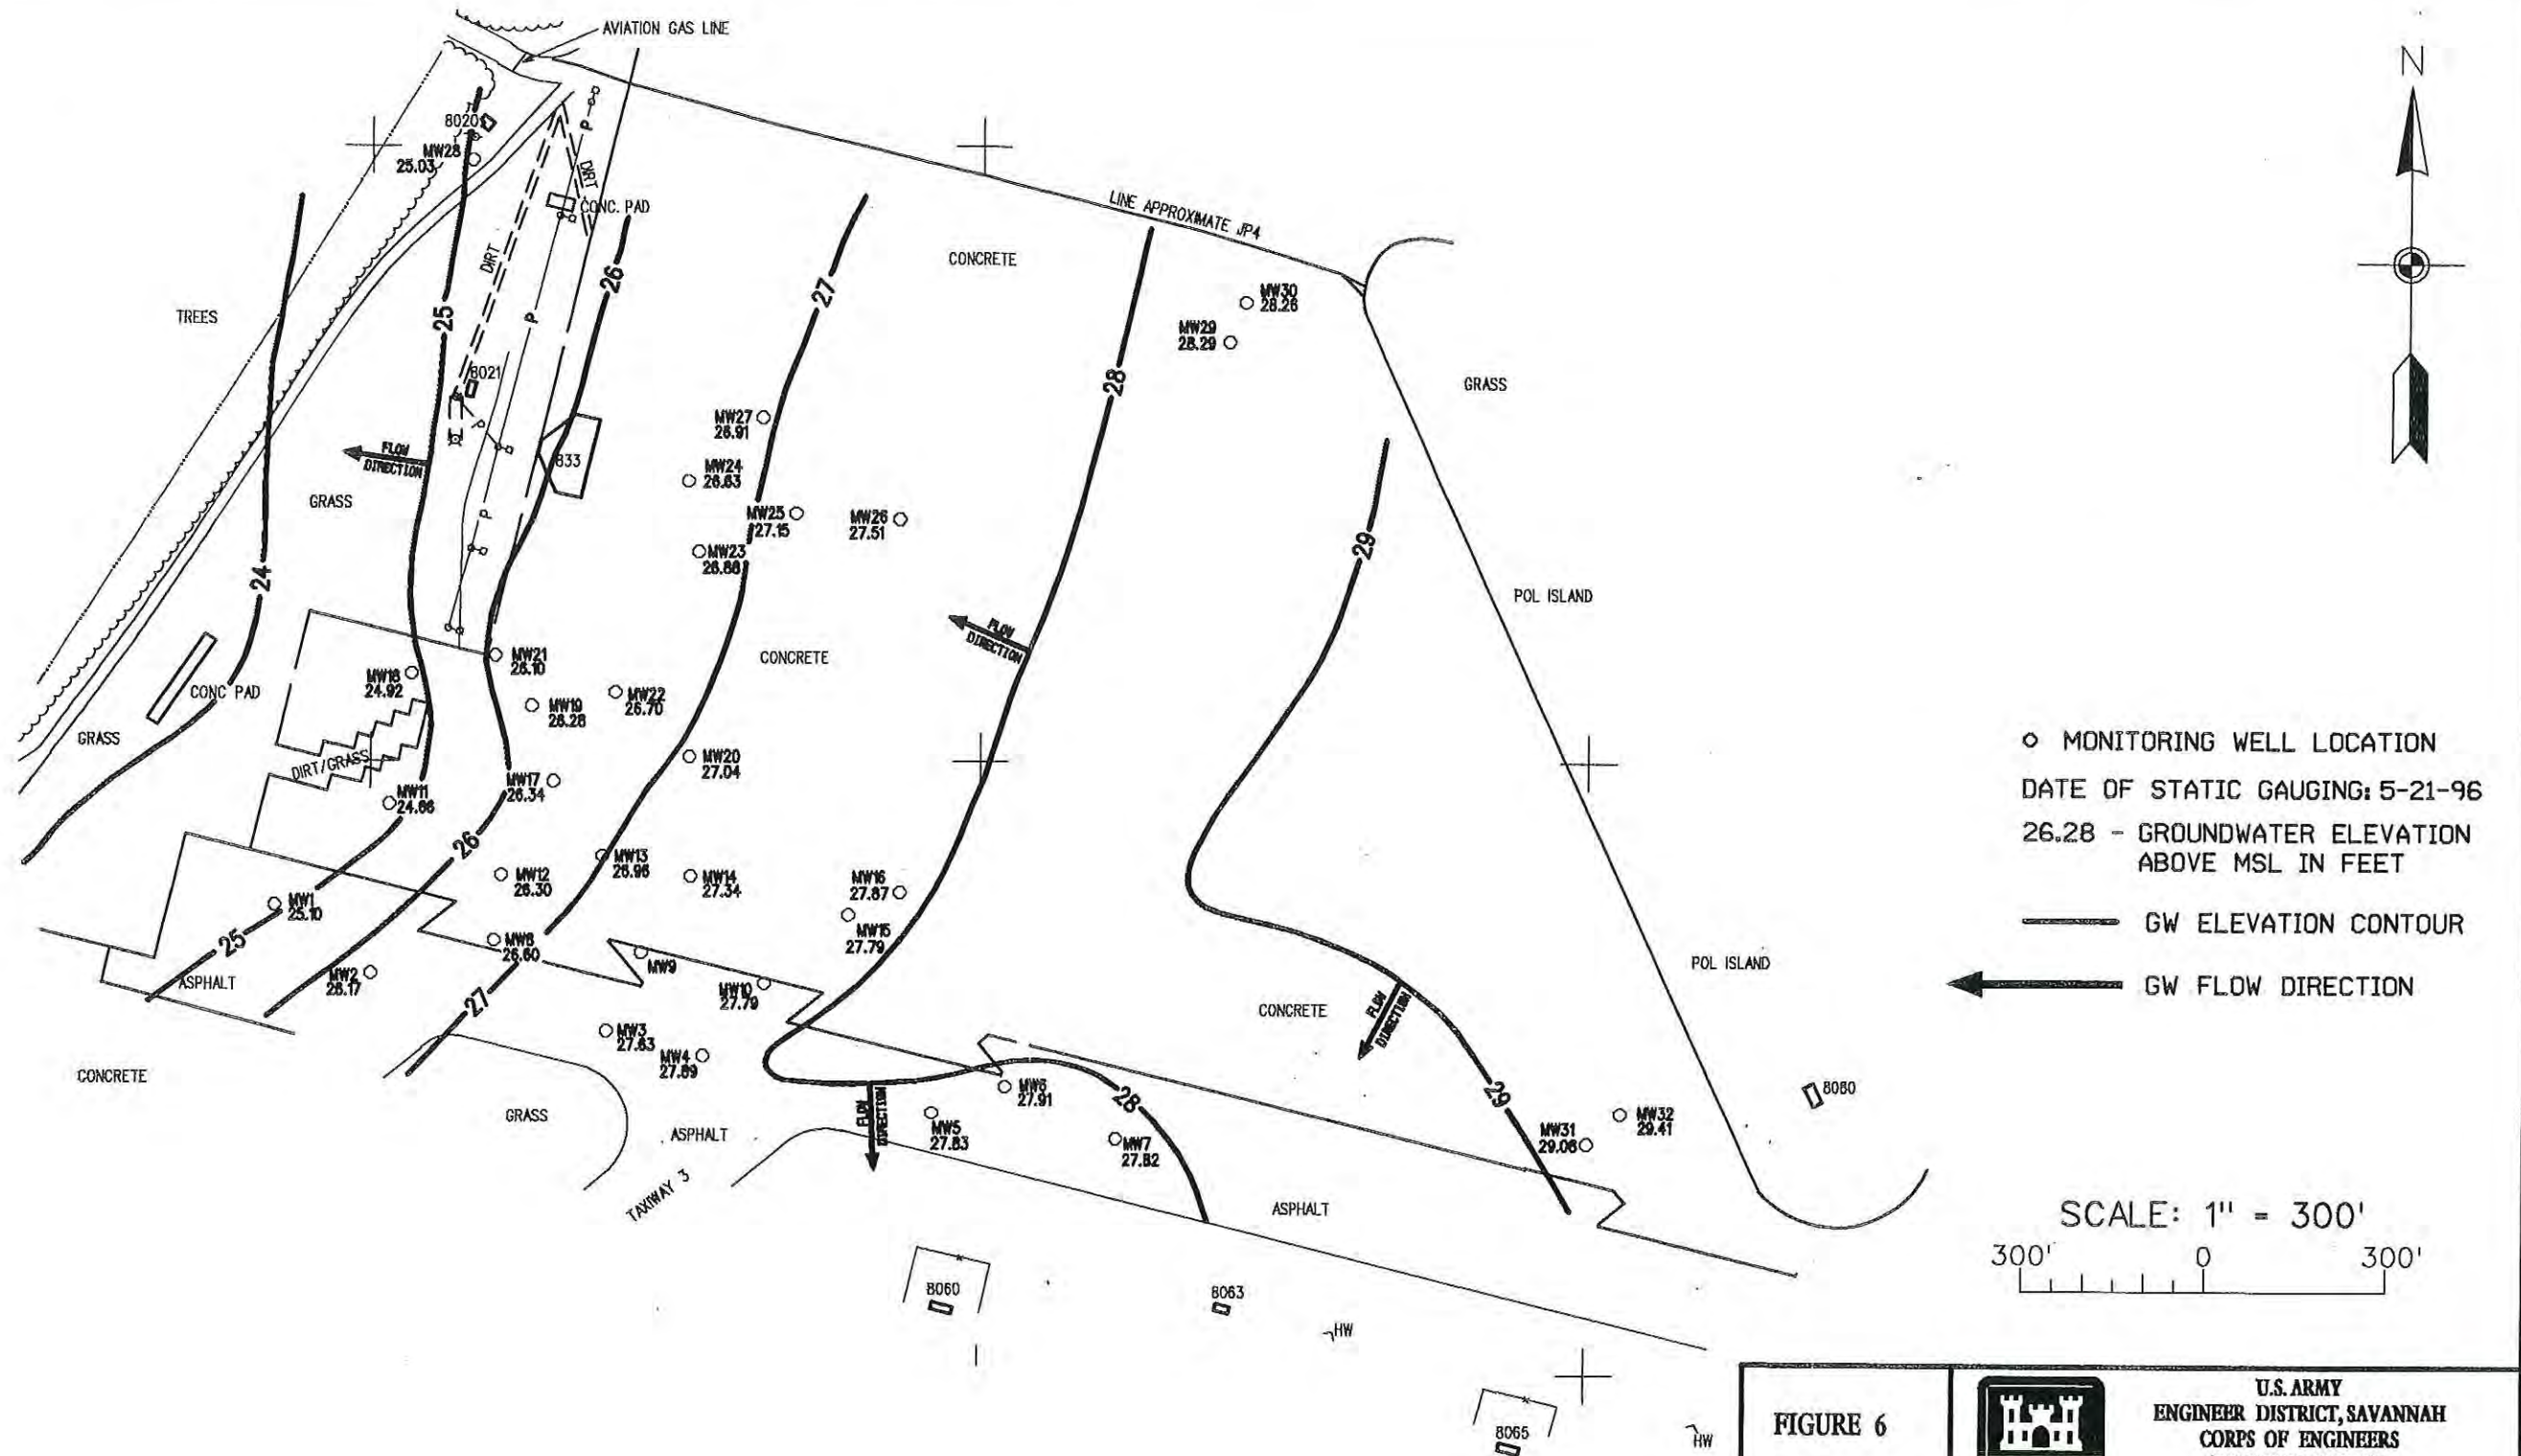 AVIATION GAS LINE
N
8020
MW28
25.03
P
DIRT
CONC. PAD
LINE APPROXIMATE JP4
DIRT
26
27
CONCRETE
25
P
MW30
28.26
MW29
28.29
TREES
28
GRASS
8021
P
MW27
26.91
FLOW
DIRECTION
833
MW24
26.63
GRASS
P
MW25
27.15
MW26
27.51
MW23
26.86
29
24
POL ISLAND
FLOW
DIRECTION
MW21
26.10
CONCRETE
MW18
24.92
CONC PAD
MW19
26.28
MW22
26.70
GRASS
DIRT/GRASS
MW20
27.04
MW17
26.34
MW11
24.66
26
MW13
26.96
MW12
26.30
MW14
27.34
MW16
27.87
MW1
25.10
MW15
27.79
25
MW8
26.60
MW9
ASPHALT
MW2
26.17
MW10
27.79
27
POL ISLAND
CONCRETE
FLOW
DIRECTION
MW3
27.63
MW4
27.89
CONCRETE
GRASS
ASPHALT
FLOW
DIRECTION
MW6
27.91
28
29
8080
MW5
27.83
MW7
27.82
MW31
29.06
MW32
29.41
TAXIWAY 3
ASPHALT
8060
8063
HW
8065
HW
MONITORING WELL LOCATION
DATE OF STATIC GAUGING: 5-21-96
26.28 - GROUNDWATER ELEVATION
ABOVE MSL IN FEET
GW ELEVATION CONTOUR
GW FLOW DIRECTION
SCALE: 1" = 300'
300' 0 300'
FIGURE 6
U.S. ARMY
ENGINEER DISTRICT, SAVANNAH
CORPS OF ENGINEERS